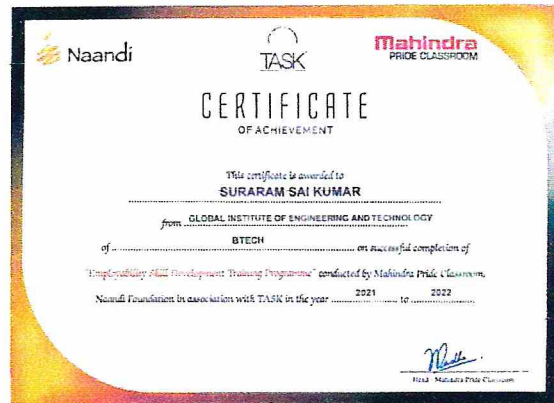 Naandi
TASK
Mahindra
PRIDE CLASSROOM
CERTIFICATE
OF ACHIEVEMENT
This certificate is awarded to
SURARAM SAI KUMAR
from GLOBAL INSTITUTE OF ENGINEERING AND TECHNOLOGY
of BTECH on successful completion of
"Employability Skill Development Training Programme" conducted by Mahindra Pride Classroom,
Naandi Foundation in association with TASK in the year 2021 to 2022
Head - Mahindra Pride Classroom